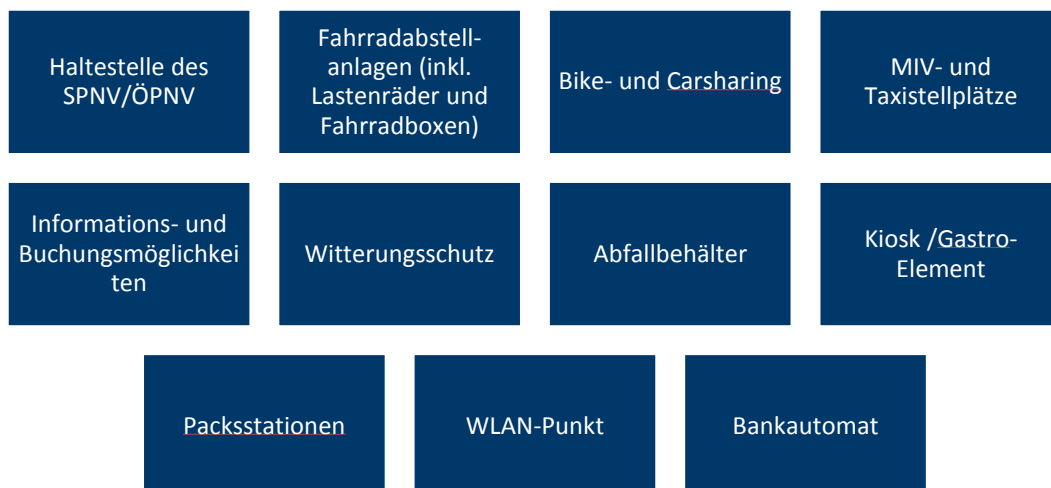 Haltestelle des
SPNV/ÖPNV
Fahrradabstell-
anlagen (inkl.
Lastenräder und
Fahrradboxen)
Bike- und Carsharing
MIV- und
Taxistellplätze
Informations- und
Buchungsmöglichkei
ten
Witterungsschutz
Abfallbehälter
Kiosk /Gastro-
Element
Packsstationen
WLAN-Punkt
Bankautomat